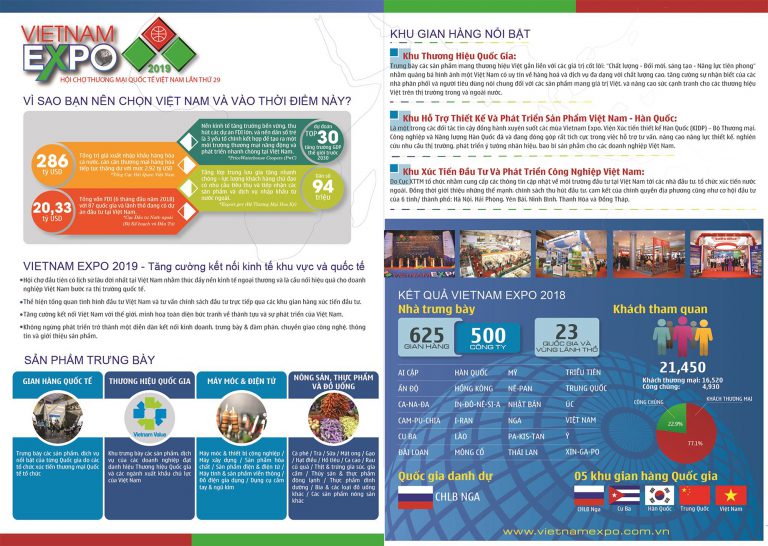 VIETNAM
EXPO
2019
HỘI CHỢ THƯƠNG MẠI QUỐC TẾ VIỆT NAM LẦN THỨ 29
VÌ SAO BẠN NÊN CHỌN VIỆT NAM VÀ VÀO THỜI ĐIỂM NÀY?
286
TỶ USD
Tổng trị giá xuất nhập khẩu hàng hóa
cả nước, cán cân thương mại hàng hóa
tiếp tục thặng dư với mức 2,92 tỷ USD
*Tổng Cục Hải Quan Việt Nam
Nền kinh tế tăng trưởng bền vững, thu
hút các dự án FDI lớn, và nền dân số trẻ
là 3 yếu tố chính kết hợp để tạo ra một
môi trường thương mại năng động và
phát triển nhanh chóng tại Việt Nam.
*PriceWaterhouse Coopers (PwC)
dự đoán
TOP 30
tăng trưởng GDP
thế giới trước
2050
20,33
TỶ USD
Tổng vốn FDI (6 tháng đầu năm 2018)
với 87 quốc gia và lãnh thổ đang có dự
án đầu tư tại Việt Nam.
*Cục Đầu tư Nước ngoài
(Bộ Kế hoạch và Đầu Tư)
Tầng lớp trung lưu gia tăng nhanh
chóng - lực lượng khách hàng chủ đạo
có nhu cầu tiêu thụ và tiếp nhận các
sản phẩm và dịch vụ nhập khẩu từ
nước ngoài.
Dân số
94
triệu
VIETNAM EXPO 2019 - Tăng cường kết nối kinh tế khu vực và quốc tế
•Hội chợ đầu tiên có lịch sử lâu đời nhất tại Việt Nam nhằm thúc đẩy nền kinh tế ngoại thương và là cầu nối hiệu quả cho doanh
nghiệp Việt Nam bước ra thị trường quốc tế.
•Thể hiện tổng quan tình hình đầu tư Việt Nam và tư vấn chính sách đầu tư trực tiếp qua các khu gian hàng xúc tiến đầu tư.
•Tăng cường kết nối Việt Nam với thế giới, minh hoạ toàn diện bức tranh về thành tựu và sự phát triển của Việt Nam.
•Không ngừng phát triển trở thành một diễn đàn kết nối kinh doanh, trưng bày & đàm phán, chuyển giao công nghệ, thông
tin và giới thiệu sản phẩm.
SẢN PHẨM TRƯNG BÀY
GIAN HÀNG QUỐC TẾ
Trưng bày các sản phẩm, dịch vụ
nổi bật của từng Quốc gia do các
tổ chức xúc tiến thương mại Quốc
tế tổ chức
THƯƠNG HIỆU QUỐC GIA
Vietnam Value
Khu trưng bày các sản phẩm, dịch
vụ của các doanh nghiệp đạt
danh hiệu Thương hiệu Quốc gia
và các ngành xuất khẩu chủ lực
của Việt Nam
MÁY MÓC & ĐIỆN TỬ
Máy móc & thiết bị công nghiệp /
Máy xây dựng / Sản phẩm hóa
chất / Sản phẩm điện & điện tử /
Máy tính & sản phẩm viễn thông /
Đồ điện gia dụng / Dụng cụ cầm
tay & ngũ kim
NÔNG SẢN, THỰC PHẨM
VÀ ĐỒ UỐNG
Cà phê / Trà / Sữa / Mật ong / Gạo
/ Hạt điều / Hồ tiêu / Ca cao / Rau
củ quả / Thịt & trứng gia súc, gia
cầm / Thủy sản & thực phẩm
đông lạnh / Thực phẩm dinh
dưỡng / Bia & các loại đồ uống
khác / Các sản phẩm nông sản
khác
KHU GIAN HÀNG NỔI BẬT
Khu Thương Hiệu Quốc Gia:
Trưng bày các sản phẩm mang thương hiệu Việt gắn liền với các giá trị cốt lõi: "Chất lượng - Đổi mới, sáng tạo - Năng lực tiên phong"
nhằm quảng bá hình ảnh một Việt Nam có uy tín về hàng hoá và dịch vụ đa dạng với chất lượng cao, tăng cường sự nhận biết của các
nhà phân phối và người tiêu dùng nói chung đối với các sản phẩm mang giá trị Việt, và nâng cao sức cạnh tranh cho các thương hiệu
Việt trên thị trường trong và ngoài nước.
Khu Hỗ Trợ Thiết Kế Và Phát Triển Sản Phẩm Việt Nam - Hàn Quốc:
Là một trong các đối tác tin cậy đồng hành xuyên suốt các mùa Vietnam Expo, Viện Xúc tiến thiết kế Hàn Quốc (KIDP) – Bộ Thương mại,
Công nghiệp và Năng lượng Hàn Quốc đã và đang đóng góp rất tích cực trong việc hỗ trợ tư vấn, nâng cao năng lực thiết kế, nghiên
cứu nhu cầu thị trường, phát triển ý tưởng nhãn hiệu, bao bì sản phẩm cho các doanh nghiệp Việt Nam.
Khu Xúc Tiến Đầu Tư Và Phát Triển Công Nghiệp Việt Nam:
Do Cục XTTM tổ chức nhằm cung cấp các thông tin cập nhật về môi trường đầu tư tại Việt Nam tới các nhà đầu tư, tổ chức xúc tiến nước
ngoài. Đồng thời giới thiệu những thế mạnh, chính sách thu hút đầu tư, cam kết của chính quyền địa phương cũng như cơ hội đầu tư
của 6 tỉnh/ thành phố: Hà Nội, Hải Phòng, Yên Bái, Ninh Bình, Thanh Hóa và Đồng Tháp.
KẾT QUẢ VIETNAM EXPO 2018
Nhà trưng bày
625
GIAN HÀNG
500
CÔNG TY
23
QUỐC GIA VÀ
VÙNG LÃNH THỔ
AI CẬP HÀN QUỐC MỸ TRIỀU TIÊN
ẤN ĐỘ HỒNG KÔNG NÊ-PAN TRUNG QUỐC
CA-NA-ĐA IN-ĐÔ-NÊ-SI-A NHẬT BẢN ÚC
CAM-PU-CHIA I-RAN NGA VIỆT NAM
CU BA LÀO PA-KIS-TAN Ý
ĐÀI LOAN MÔNG CỔ THÁI LAN XIN-GA-PO
Khách tham quan
21,450
Khách thương mại: 16,520
Công chúng: 4,930
CÔNG CHÚNG
KHÁCH THƯƠNG MẠI
22.9%
77.1%
Quốc gia danh dự
CHLB NGA
05 khu gian hàng Quốc gia
CHLB Nga Cu Ba Hàn Quốc Trung Quốc Việt Nam
www.vietnamexpo.com.vn